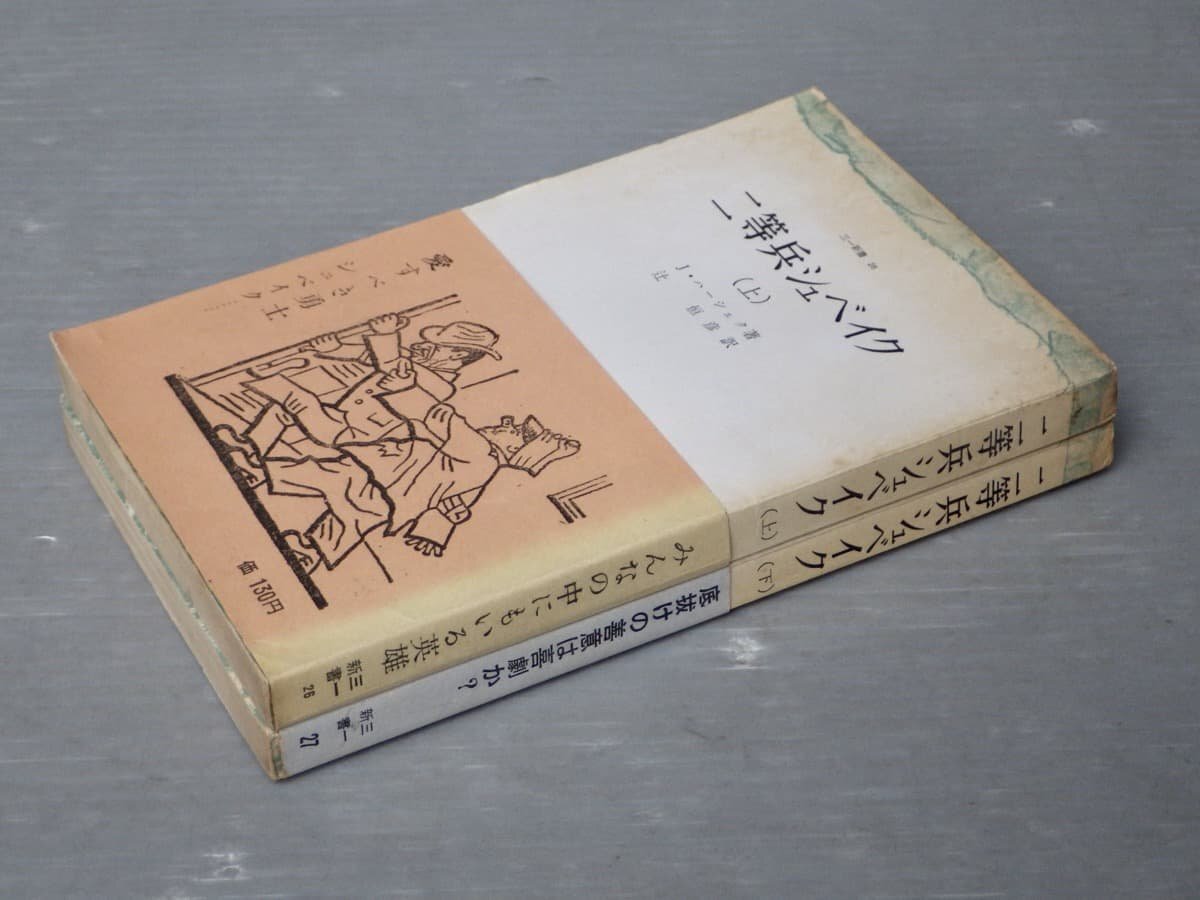 三一新書・26
二等兵シュベイク
(上)
J・ハーシェク著
辻 恒彦訳
愛すべき勇士
シュベイク……
価 130円
二等兵シュベイク(上)
みんなの中にもいる英雄
三一新書
26
二等兵シュベイク(下)
底抜けの善意は喜劇か?
三一新書
27